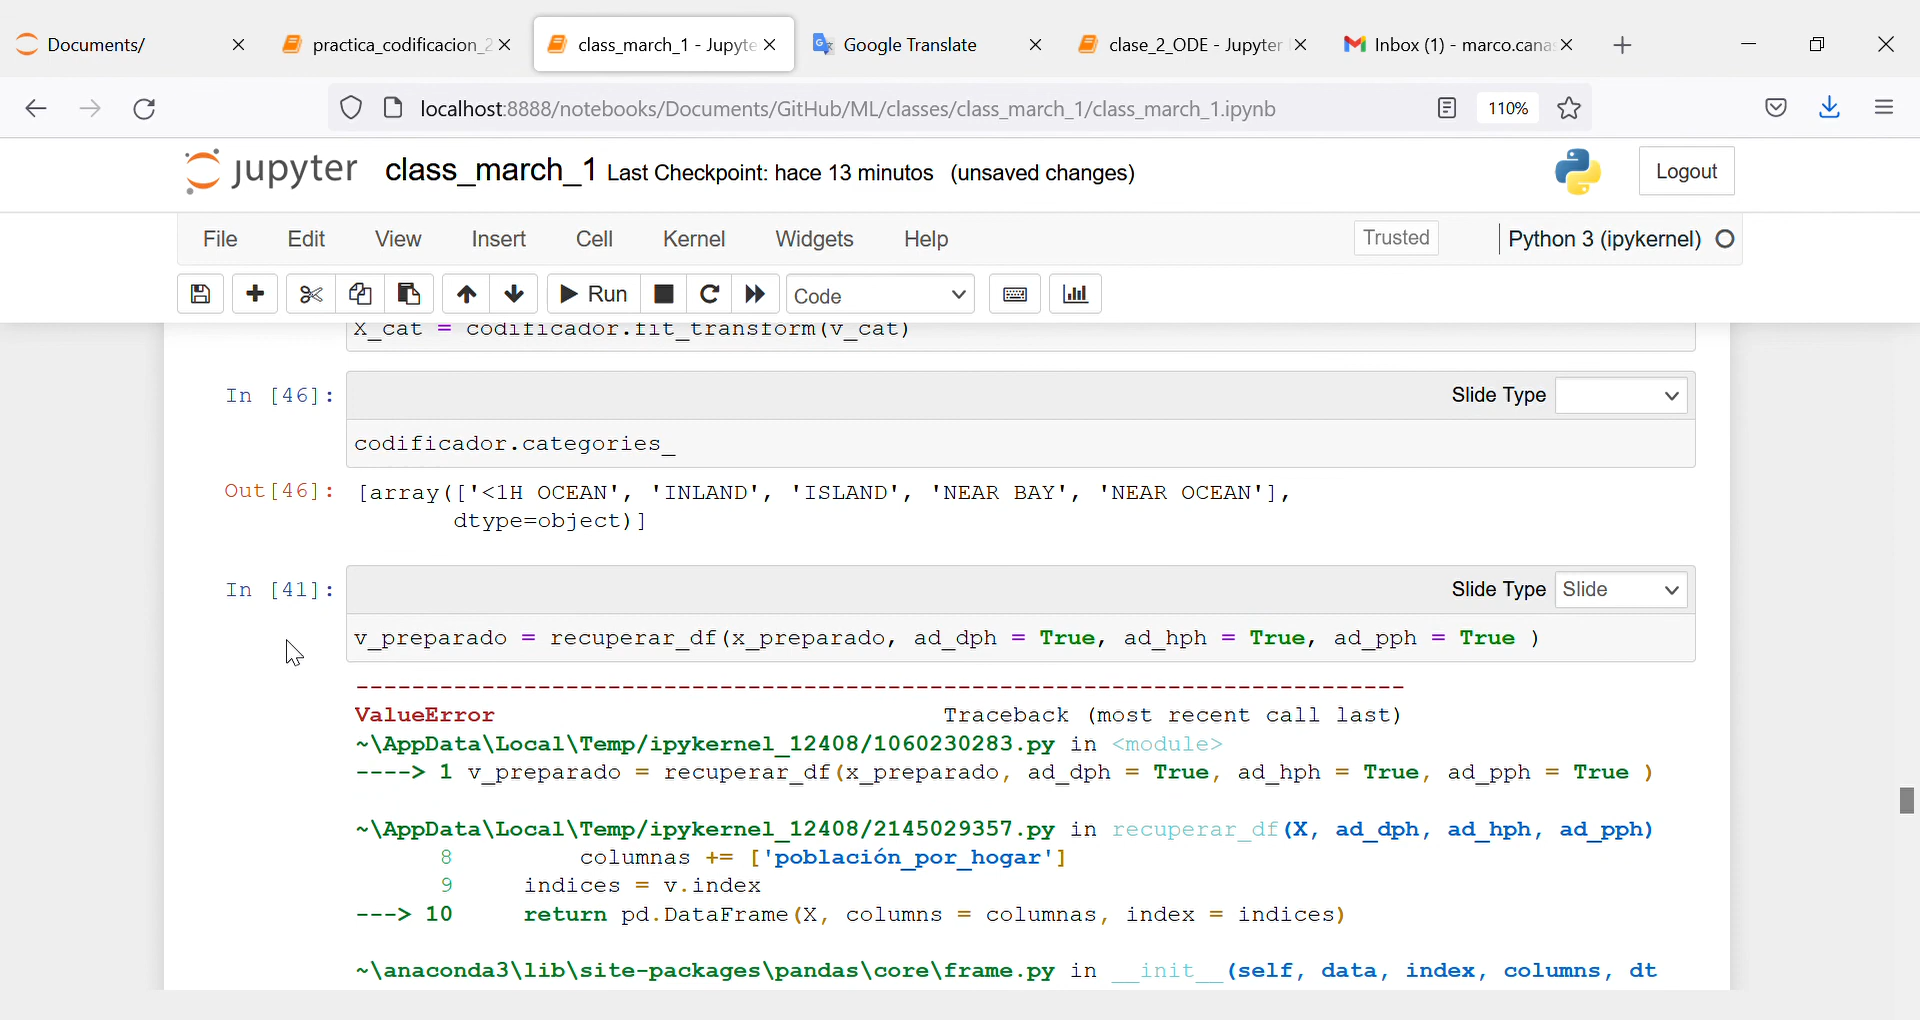 Documents/
practica_codificacion_2
class_march_1 - Jupyte
Google Translate
clase_2_ODE - Jupyter
Inbox (1) - marco.cana
localhost:8888/notebooks/Documents/GitHub/ML/classes/class_march_1/class_march_1.ipynb
110%
jupyter class_march_1 Last Checkpoint: hace 13 minutos (unsaved changes)
Logout
File Edit View Insert Cell Kernel Widgets Help
Trusted
Python 3 (ipykernel)
Run
Code
X_cat = codificador.fit_transform(v_cat)
In [46]:
Slide Type
codificador.categories_
Out[46]: [array(['<1H OCEAN', 'INLAND', 'ISLAND', 'NEAR BAY', 'NEAR OCEAN'],
dtype=object)]
In [41]:
Slide Type Slide
v_preparado = recuperar_df(x_preparado, ad_dph = True, ad_hph = True, ad_pph = True )
---------------------------------------------------------------------------
ValueError Traceback (most recent call last)
~\AppData\Local\Temp/ipykernel_12408/1060230283.py in <module>
----> 1 v_preparado = recuperar_df(x_preparado, ad_dph = True, ad_hph = True, ad_pph = True )
~\AppData\Local\Temp/ipykernel_12408/2145029357.py in recuperar_df(X, ad_dph, ad_hph, ad_pph)
8 columnas += ['población_por_hogar']
9 indices = v.index
---> 10 return pd.DataFrame(X, columns = columnas, index = indices)
~\anaconda3\lib\site-packages\pandas\core\frame.py in __init__(self, data, index, columns, dt